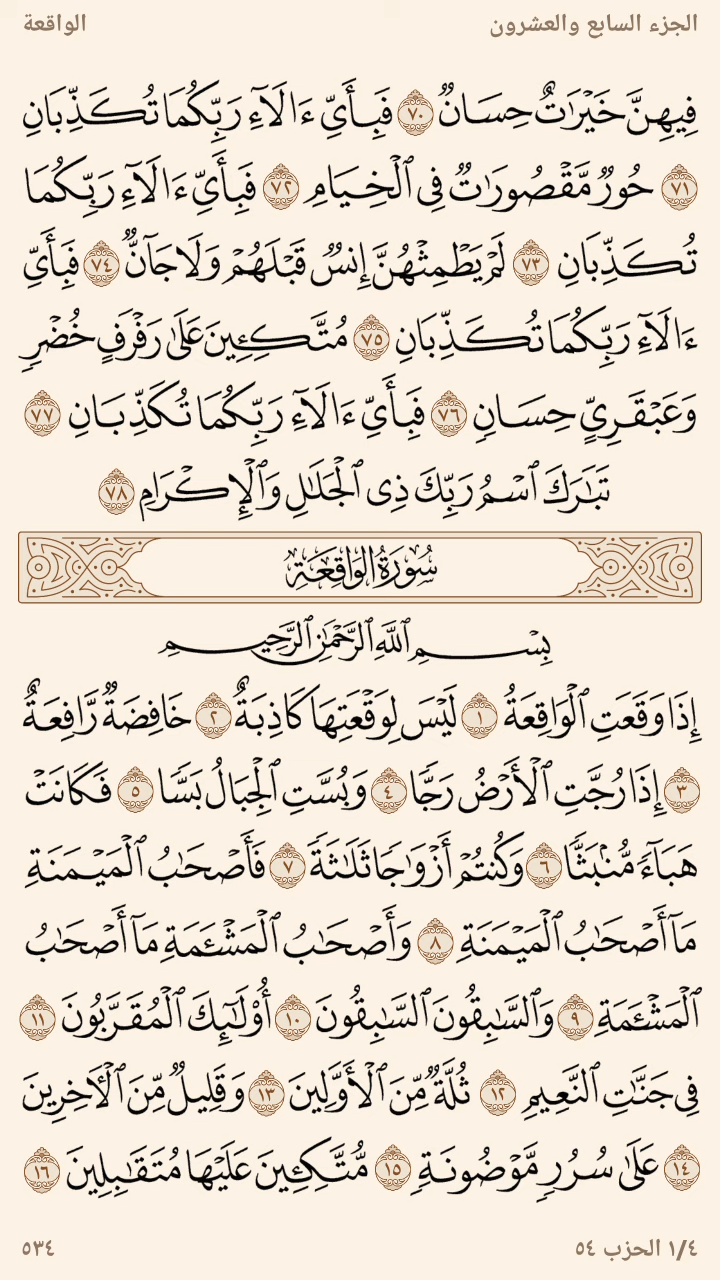 الجزء السابع والعشرون
الواقعة
فِيهِنَّ خَيْرَٰتٌ حِسَانٌ ٧٠ فَبِأَىِّ ءَالَآءِ رَبِّكُمَا تُكَذِّبَانِ
٧١ حُورٌ مَّقْصُورَٰتٌ فِى ٱلْخِيَامِ ٧٢ فَبِأَىِّ ءَالَآءِ رَبِّكُمَا
تُكَذِّبَانِ ٧٣ لَمْ يَطْمِثْهُنَّ إِنسٌ قَبْلَهُمْ وَلَا جَآنٌّ ٧٤ فَبِأَىِّ
ءَالَآءِ رَبِّكُمَا تُكَذِّبَانِ ٧٥ مُتَّكِـِٔينَ عَلَىٰ رَفْرَفٍ خُضْرٍ
وَعَبْقَرِىٍّ حِسَانٍ ٧٦ فَبِأَىِّ ءَالَآءِ رَبِّكُمَا تُكَذِّبَانِ ٧٧
تَبَٰرَكَ ٱسْمُ رَبِّكَ ذِى ٱلْجَلَٰلِ وَٱلْإِكْرَامِ ٧٨
سُورَةُ الوَاقِعَةِ
بِسْمِ ٱللَّهِ ٱلرَّحْمَٰنِ ٱلرَّحِيمِ
إِذَا وَقَعَتِ ٱلْوَاقِعَةُ ١ لَيْسَ لِوَقْعَتِهَا كَاذِبَةٌ ٢ خَافِضَةٌ رَّافِعَةٌ
٣ إِذَا رُجَّتِ ٱلْأَرْضُ رَجًّا ٤ وَبُسَّتِ ٱلْجِبَالُ بَسًّا ٥ فَكَانَتْ
هَبَآءً مُّنۢبَثًّا ٦ وَكُنتُمْ أَزْوَٰجًا ثَلَٰثَةً ٧ فَأَصْحَٰبُ ٱلْمَيْمَنَةِ
مَآ أَصْحَٰبُ ٱلْمَيْمَنَةِ ٨ وَأَصْحَٰبُ ٱلْمَشْـَٔمَةِ مَآ أَصْحَٰبُ
ٱلْمَشْـَٔمَةِ ٩ وَٱلسَّٰبِقُونَ ٱلسَّٰبِقُونَ ١٠ أُو۟لَٰٓئِكَ ٱلْمُقَرَّبُونَ ١١
فِى جَنَّٰتِ ٱلنَّعِيمِ ١٢ ثُلَّةٌ مِّنَ ٱلْأَوَّلِينَ ١٣ وَقَلِيلٌ مِّنَ ٱلْـَٔاخِرِينَ
١٤ عَلَىٰ سُرُرٍ مَّوْضُونَةٍ ١٥ مُّتَّكِـِٔينَ عَلَيْهَا مُتَقَٰبِلِينَ ١٦
١/٤ الحزب ٥٤
٥٣٤